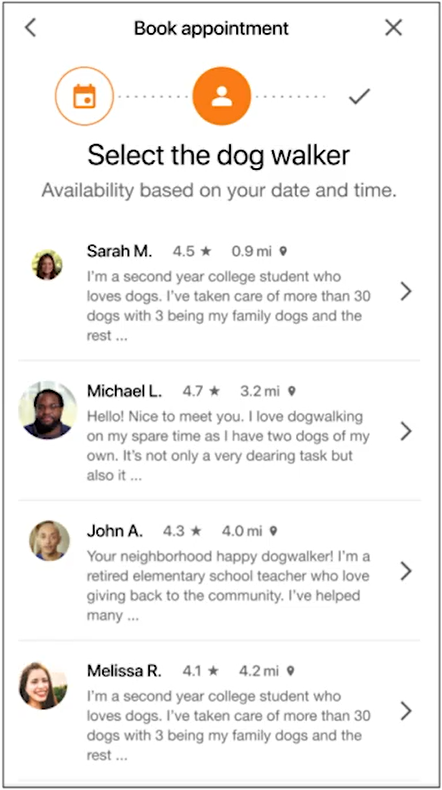 Book appointment
Select the dog walker
Availability based on your date and time.
Sarah M. 4.5 ★ 0.9 mi
I'm a second year college student who
loves dogs. I've taken care of more than 30
dogs with 3 being my family dogs and the
rest ...
Michael L. 4.7 ★ 3.2 mi
Hello! Nice to meet you. I love dogwalking
on my spare time as I have two dogs of my
own. It's not only a very dearing task but
also it ...
John A. 4.3 ★ 4.0 mi
Your neighborhood happy dogwalker! I'm a
retired elementary school teacher who love
giving back to the community. I've helped
many ...
Melissa R. 4.1 ★ 4.2 mi
I'm a second year college student who
loves dogs. I've taken care of more than 30
dogs with 3 being my family dogs and the
rest ...